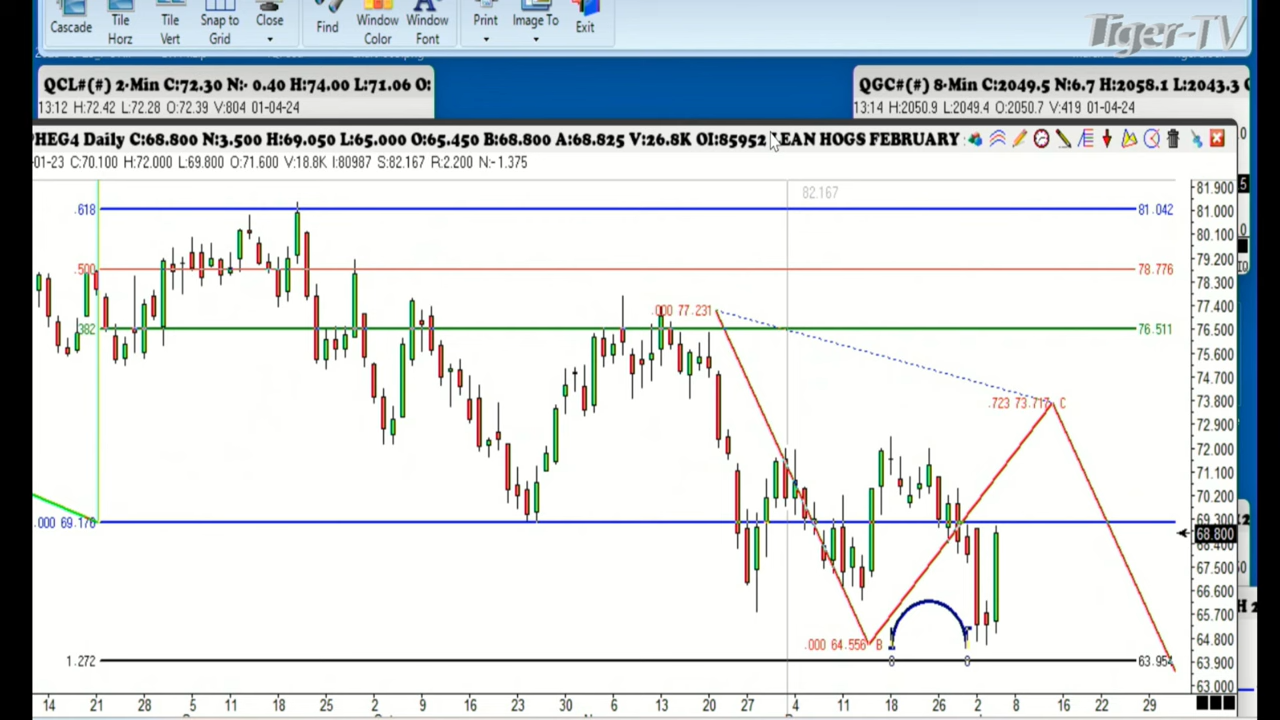 Cascade
Tile Horz
Tile Vert
Snap to Grid
Close
Find
Window Color
Window Font
Print
Image To
Exit
Tiger-TV
QCL#(#) 2-Min C:72.30 N:- 0.40 H:74.00 L:71.06 O:
13:12 H:72.42 L:72.28 O:72.39 V:804 01-04-24
QGC#(#) 8-Min C:2049.5 N:6.7 H:2058.1 L:2043.3
13:14 H:2050.9 L:2049.4 O:2050.7 V:419 01-04-24
PHEG4 Daily C:68.800 N:3.500 H:69.050 L:65.000 O:65.450 B:68.800 A:68.825 V:26.8K OI:85952 LEAN HOGS FEBRUARY
-01-23 C:70.100 H:72.000 L:69.800 O:71.600 V:18.8K I:80987 S:82.167 R:2.200 N:-1.375
82.167
81.900
.618
81.042
81.000
80.100
79.200
.500
78.776
78.300
.000 77.231
77.400
.382
76.511
76.500
75.600
74.700
.723 73.717 C
73.800
72.900
72.000
71.100
70.200
.000 69.170
69.300
68.800
68.400
67.500
66.600
65.700
.000 64.556 B
64.800
1.272
0
0
63.954
63.900
63.000
14 21 28 5 11 18 25 2 9 16 23 30 6 13 20 27 4 11 18 26 2 8 16 22 29